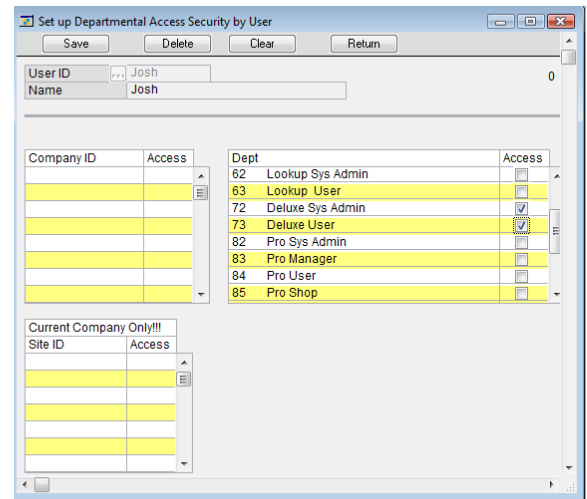 Set up Departmental Access Security by User
Save Delete Clear Return
User ID ... Josh
0
Name Josh
Company ID Access
Dept Access
62 Lookup Sys Admin
63 Lookup User
72 Deluxe Sys Admin
73 Deluxe User
82 Pro Sys Admin
83 Pro Manager
84 Pro User
85 Pro Shop
Current Company Only!!!
Site ID Access